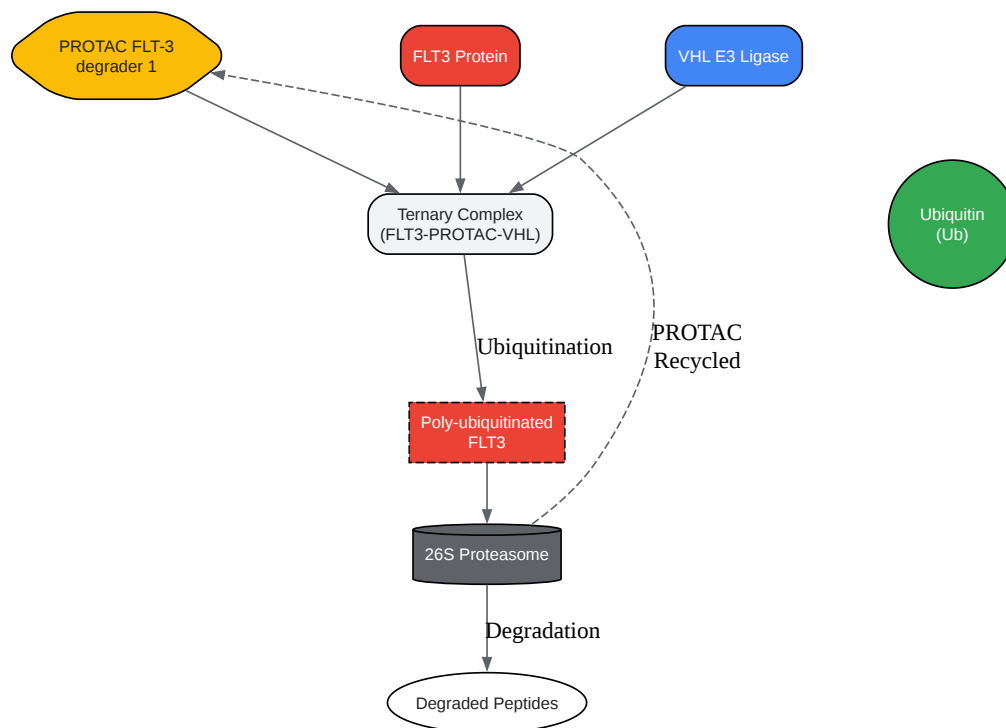 PROTAC FLT-3
degrader 1
FLT3 Protein
VHL E3 Ligase
Ternary Complex
(FLT3-PROTAC-VHL)
Ubiquitin
(Ub)
Ubiquitination
PROTAC
Recycled
Poly-ubiquitinated
FLT3
26S Proteasome
Degradation
Degraded Peptides